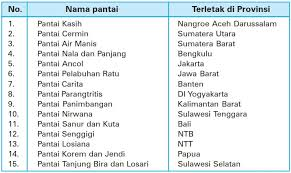 No. Nama pantai Terletak di Provinsi
1. Pantai Kasih Nangroe Aceh Darussalam
2. Pantai Cermin Sumatera Utara
3. Pantai Air Manis Sumatera Barat
4. Pantai Nala dan Panjang Bengkulu
5. Pantai Ancol Jakarta
6. Pantai Pelabuhan Ratu Jawa Barat
7. Pantai Carita Banten
8. Pantai Parangtritis DI Yogyakarta
9. Pantai Panimbangan Kalimantan Barat
10. Pantai Nirwana Sulawesi Tenggara
11. Pantai Sanur dan Kuta Bali
12. Pantai Senggigi NTB
13. Pantai Losiana NTT
14. Pantai Korem dan Jendi Papua
15. Pantai Tanjung Bira dan Losari Sulawesi Selatan